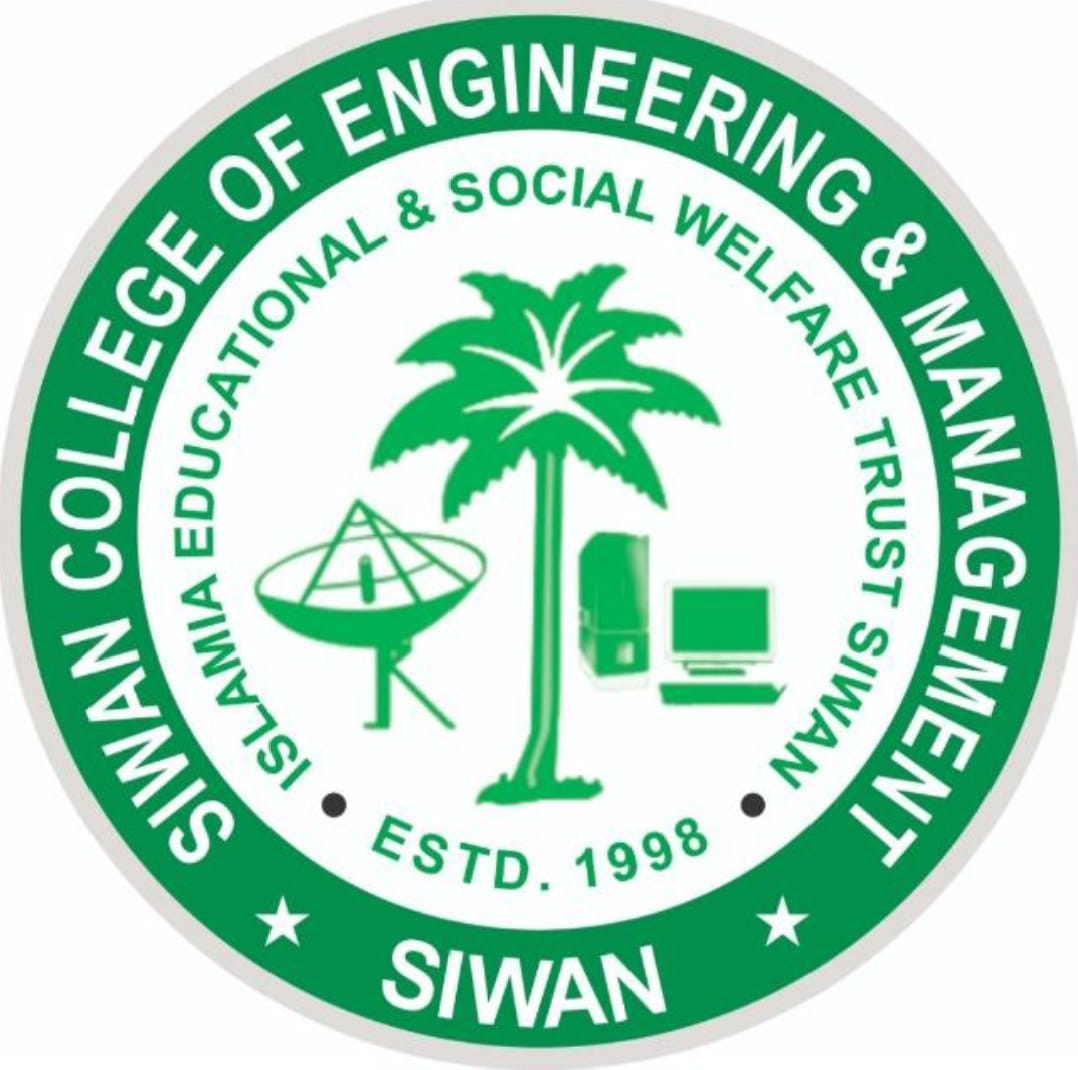 SIWAN COLLEGE OF ENGINEERING & MANAGEMENT
ISLAMIA EDUCATIONAL & SOCIAL WELFARE TRUST SIWAN
ESTD. 1998
SIWAN